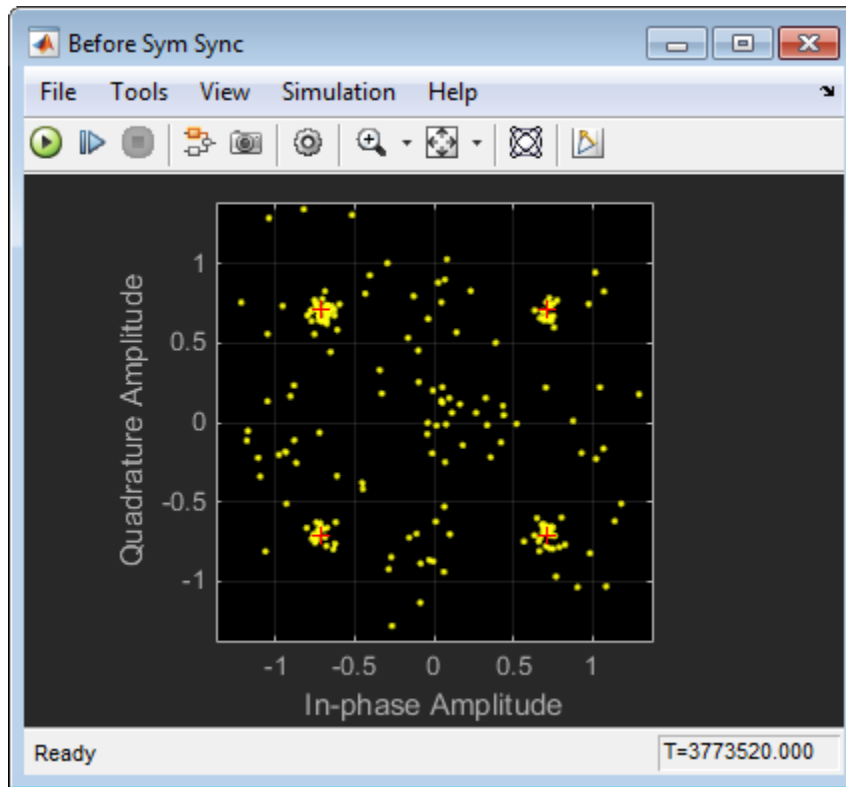 Before Sym Sync
File Tools View Simulation Help
Quadrature Amplitude
1
0.5
0
-0.5
-1
-1 -0.5 0 0.5 1
In-phase Amplitude
Ready T=3773520.000